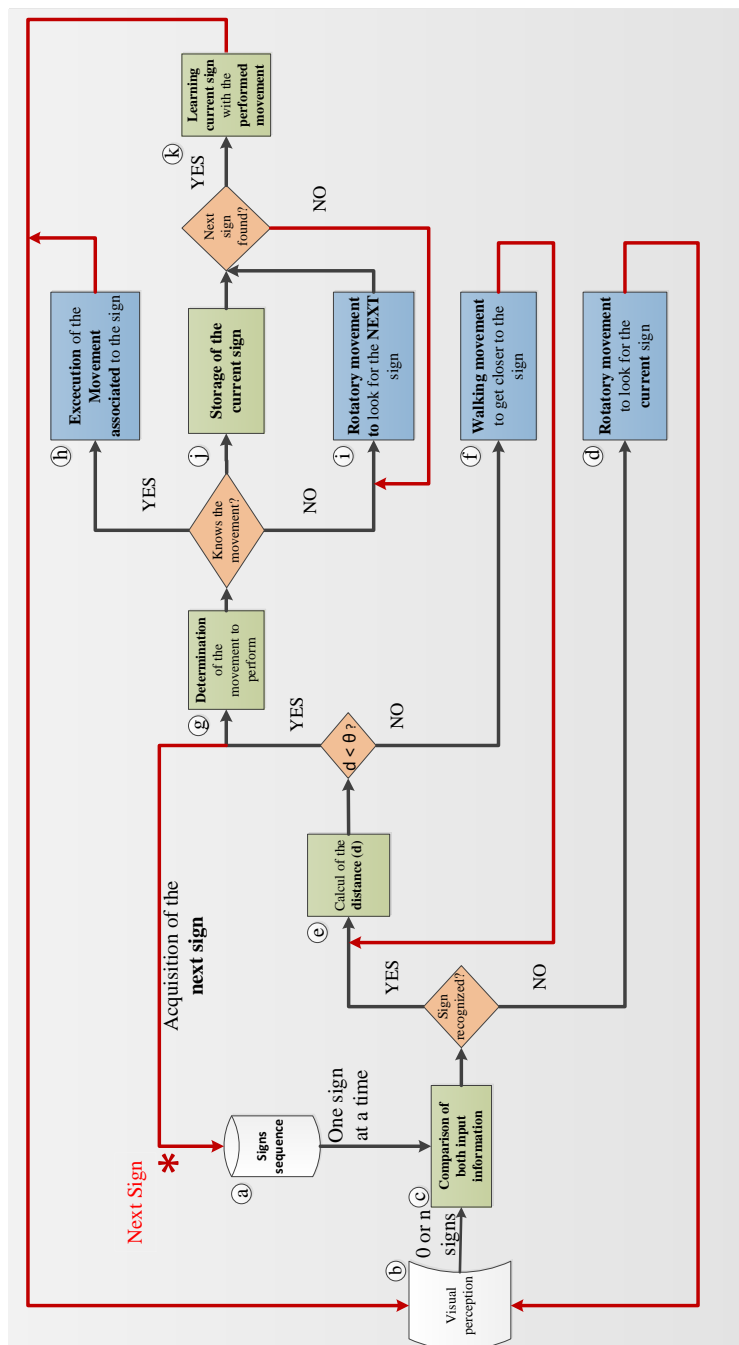 Next Sign
*
Acquisition of the
next sign
a
Signs
sequence
One sign
at a time
b
Visual
perception
0 or n
signs
c
Comparison of
both input
information
Sign
recognized?
YES
NO
e
Calcul of the
distance (d)
d < θ ?
YES
NO
g
Determination
of the
movement to
perform
Knows the
movement?
YES
NO
h
Excecution of the
Movement
associated to the sign
j
Storage of the
current sign
i
Rotatory movement
to look for the NEXT
sign
f
Walking movement
to get closer to the
sign
d
Rotatory movement
to look for the
current sign
Next
sign
found?
YES
NO
k
Learning
current sign
with the
performed
movement